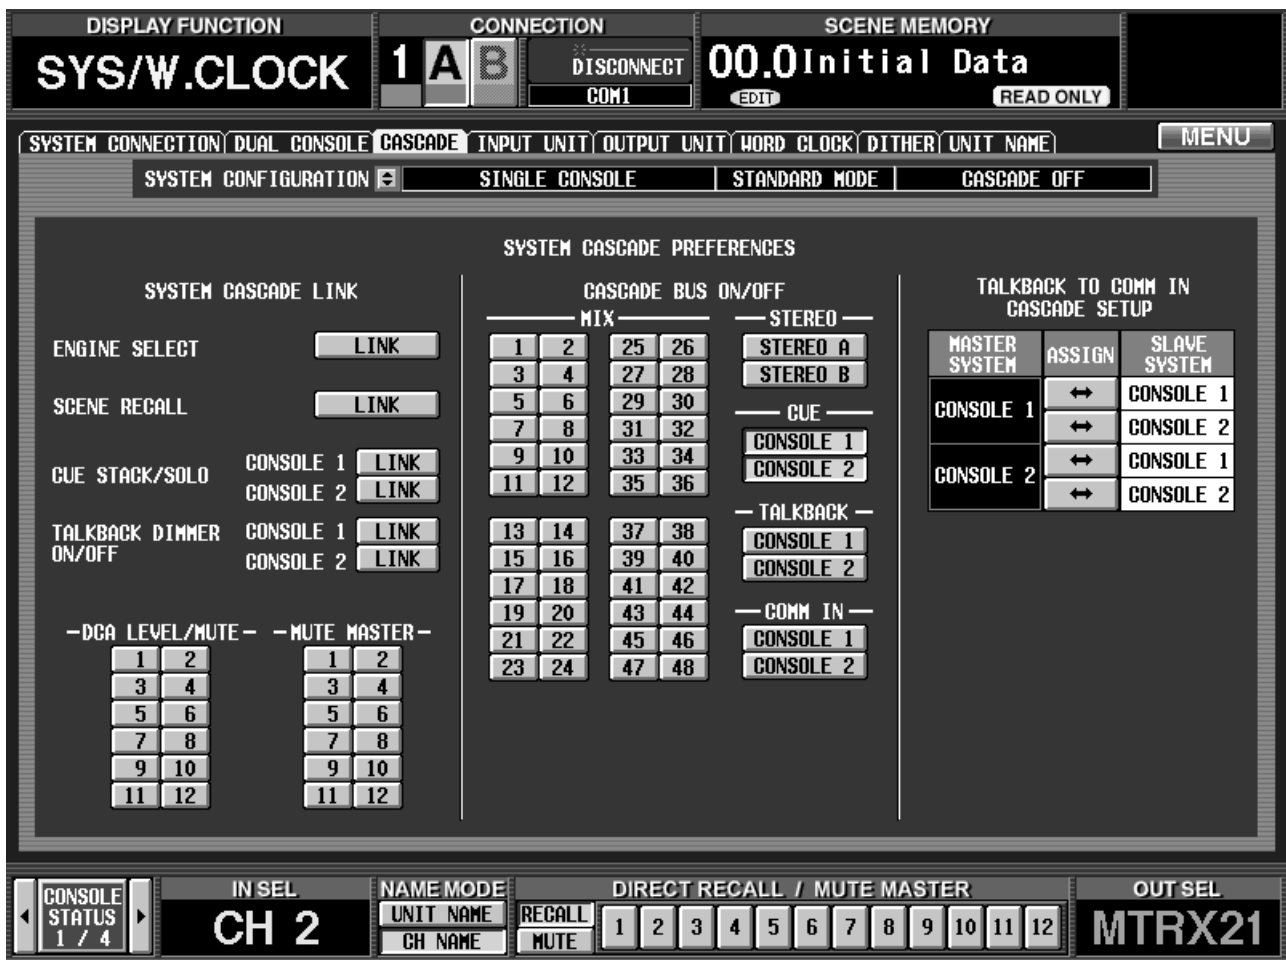 DISPLAY FUNCTION
SYS/W.CLOCK
CONNECTION
1 A B
DISCONNECT
COM1
SCENE MEMORY
00.0 Initial Data
EDIT
READ ONLY
SYSTEM CONNECTION DUAL CONSOLE CASCADE INPUT UNIT OUTPUT UNIT WORD CLOCK DITHER UNIT NAME
MENU
SYSTEM CONFIGURATION SINGLE CONSOLE STANDARD MODE CASCADE OFF
SYSTEM CASCADE PREFERENCES
SYSTEM CASCADE LINK
ENGINE SELECT LINK
SCENE RECALL LINK
CUE STACK/SOLO
CONSOLE 1 LINK
CONSOLE 2 LINK
TALKBACK DIMMER
ON/OFF
CONSOLE 1 LINK
CONSOLE 2 LINK
DCA LEVEL/MUTE
1 2
3 4
5 6
7 8
9 10
11 12
MUTE MASTER
1 2
3 4
5 6
7 8
9 10
11 12
CASCADE BUS ON/OFF
MIX
1 2 25 26
3 4 27 28
5 6 29 30
7 8 31 32
9 10 33 34
11 12 35 36
13 14 37 38
15 16 39 40
17 18 41 42
19 20 43 44
21 22 45 46
23 24 47 48
STEREO
STEREO A
STEREO B
CUE
CONSOLE 1
CONSOLE 2
TALKBACK
CONSOLE 1
CONSOLE 2
COMM IN
CONSOLE 1
CONSOLE 2
TALKBACK TO COMM IN
CASCADE SETUP
MASTER
SYSTEM
ASSIGN
SLAVE
SYSTEM
CONSOLE 1
↔ CONSOLE 1
↔ CONSOLE 2
CONSOLE 2
↔ CONSOLE 1
↔ CONSOLE 2
CONSOLE
STATUS
1 / 4
IN SEL
CH 2
NAME MODE
UNIT NAME
CH NAME
DIRECT RECALL / MUTE MASTER
RECALL
MUTE
1 2 3 4 5 6 7 8 9 10 11 12
OUT SEL
MTRX21